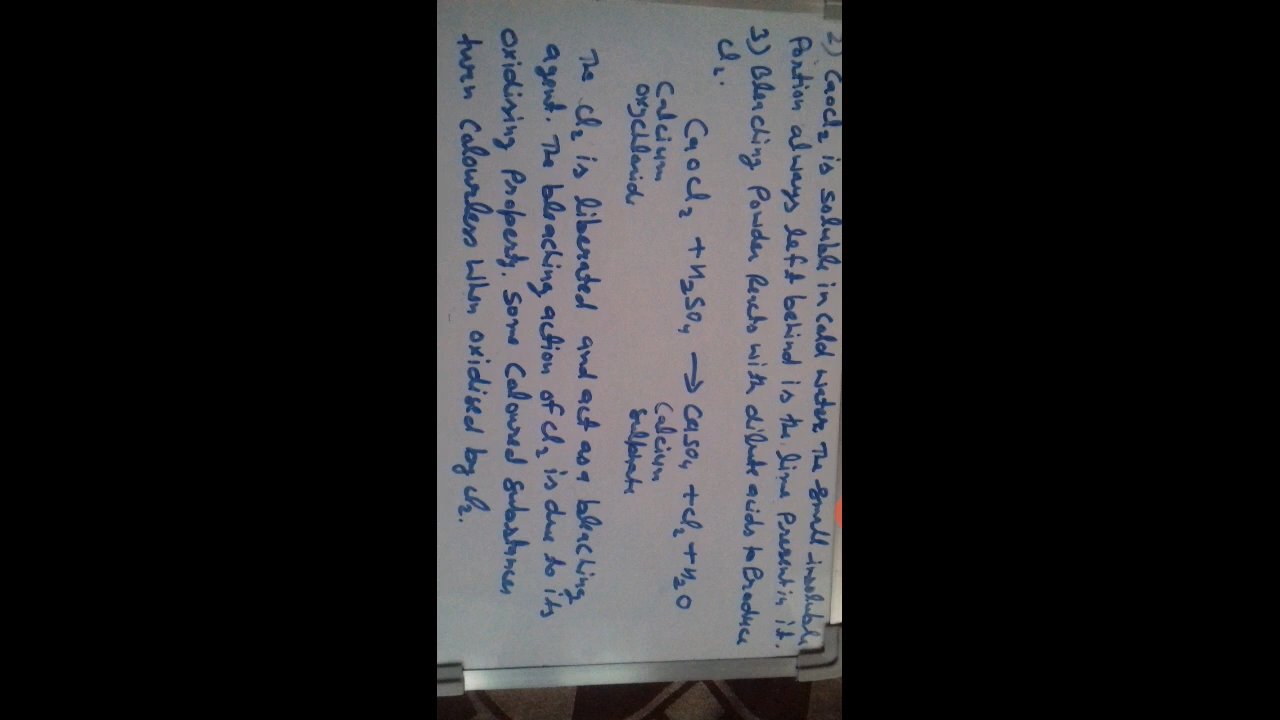 2) CaOCl₂ is soluble in cold water. The small insoluble
Portion always left behind is the lime present in it.
3) Bleaching Powder Reacts with dilute acids to Produce
Cl₂.
CaOCl₂ + H₂SO₄ → CaSO₄ + Cl₂ + H₂O
Calcium Calcium
oxychloride Sulphate
The Cl₂ is liberated and act as a bleaching
agent. The bleaching action of Cl₂ is due to its
oxidising Property. Some Coloured Substances
turn Colourless when oxidised by Cl₂.